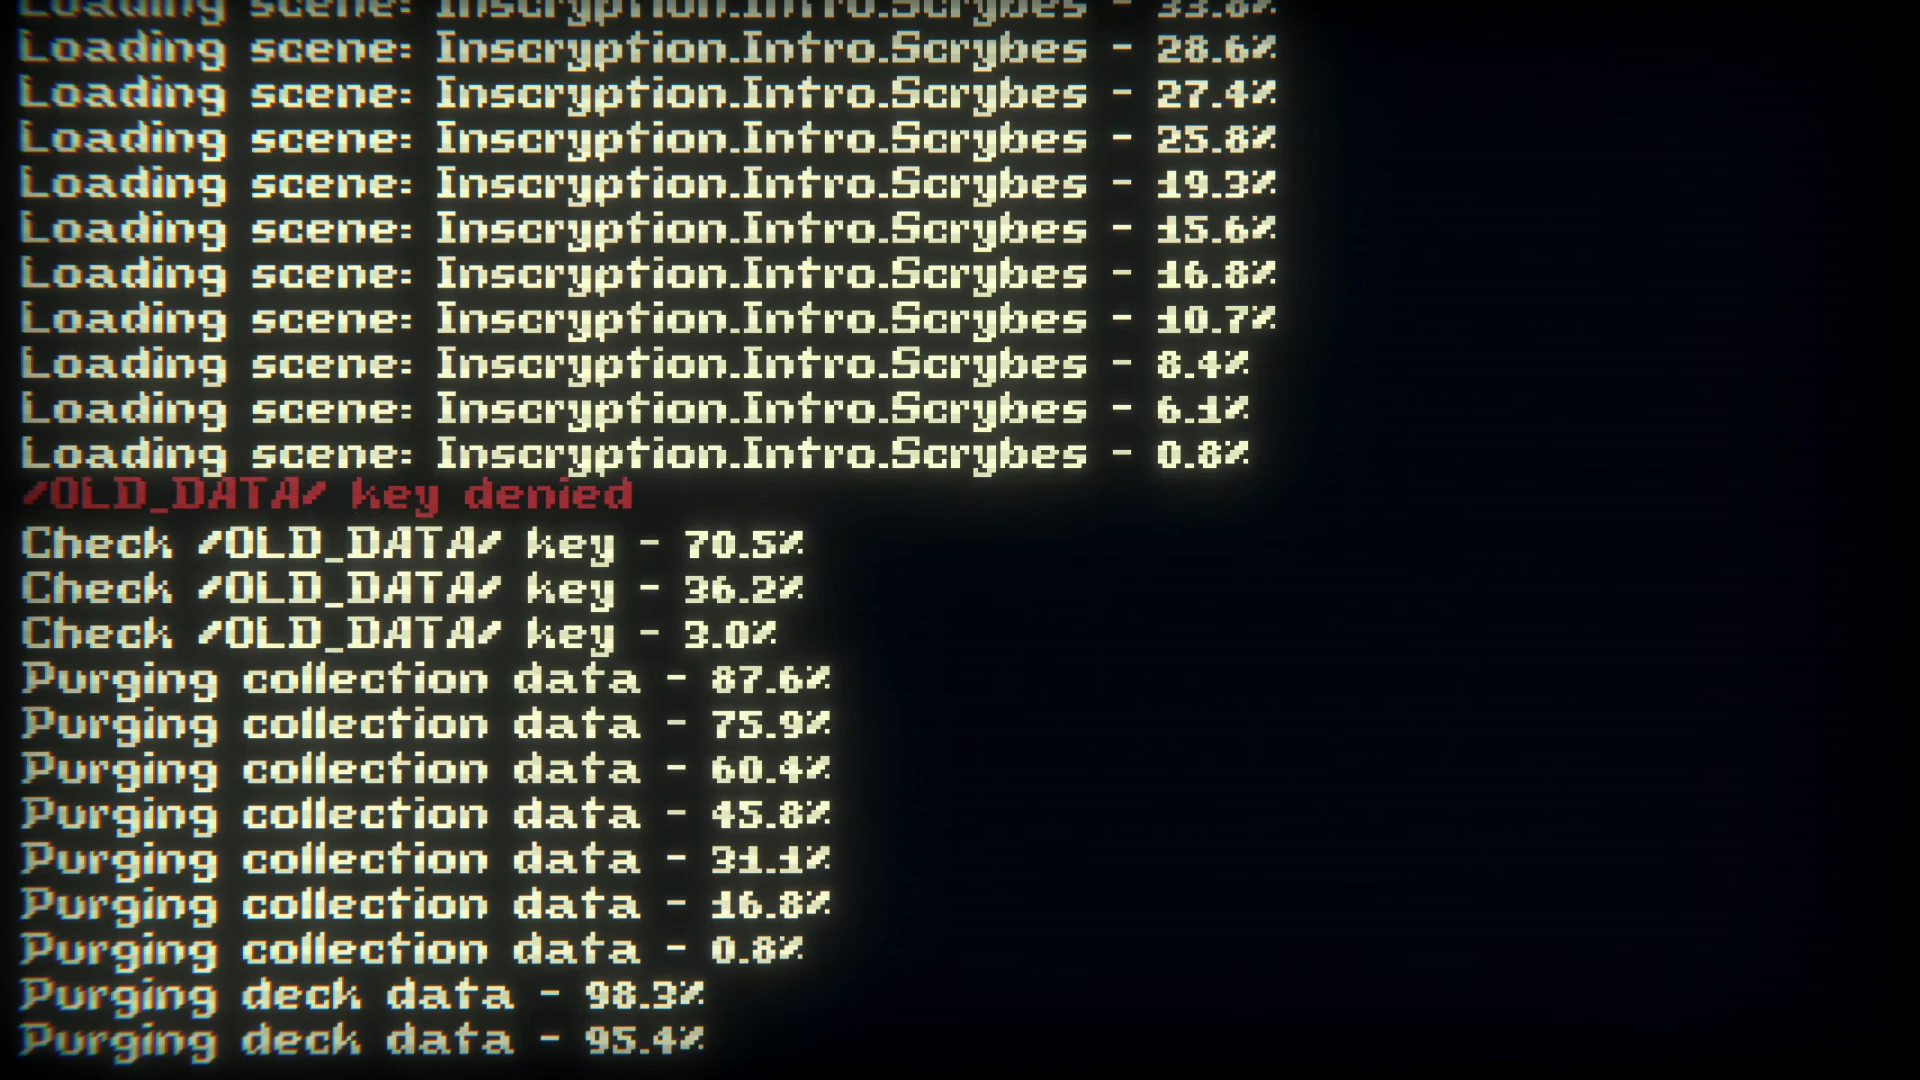 Loading scene: Inscryption.Intro.Scrybes - 33.8%
Loading scene: Inscryption.Intro.Scrybes - 28.6%
Loading scene: Inscryption.Intro.Scrybes - 27.4%
Loading scene: Inscryption.Intro.Scrybes - 25.8%
Loading scene: Inscryption.Intro.Scrybes - 19.3%
Loading scene: Inscryption.Intro.Scrybes - 15.6%
Loading scene: Inscryption.Intro.Scrybes - 16.8%
Loading scene: Inscryption.Intro.Scrybes - 10.7%
Loading scene: Inscryption.Intro.Scrybes - 8.4%
Loading scene: Inscryption.Intro.Scrybes - 6.1%
Loading scene: Inscryption.Intro.Scrybes - 0.8%
/OLD_DATA/ key denied
Check /OLD_DATA/ key - 70.5%
Check /OLD_DATA/ key - 36.2%
Check /OLD_DATA/ key - 3.0%
Purging collection data - 87.6%
Purging collection data - 75.9%
Purging collection data - 60.4%
Purging collection data - 45.8%
Purging collection data - 31.1%
Purging collection data - 16.8%
Purging collection data - 0.8%
Purging deck data - 98.3%
Purging deck data - 95.4%